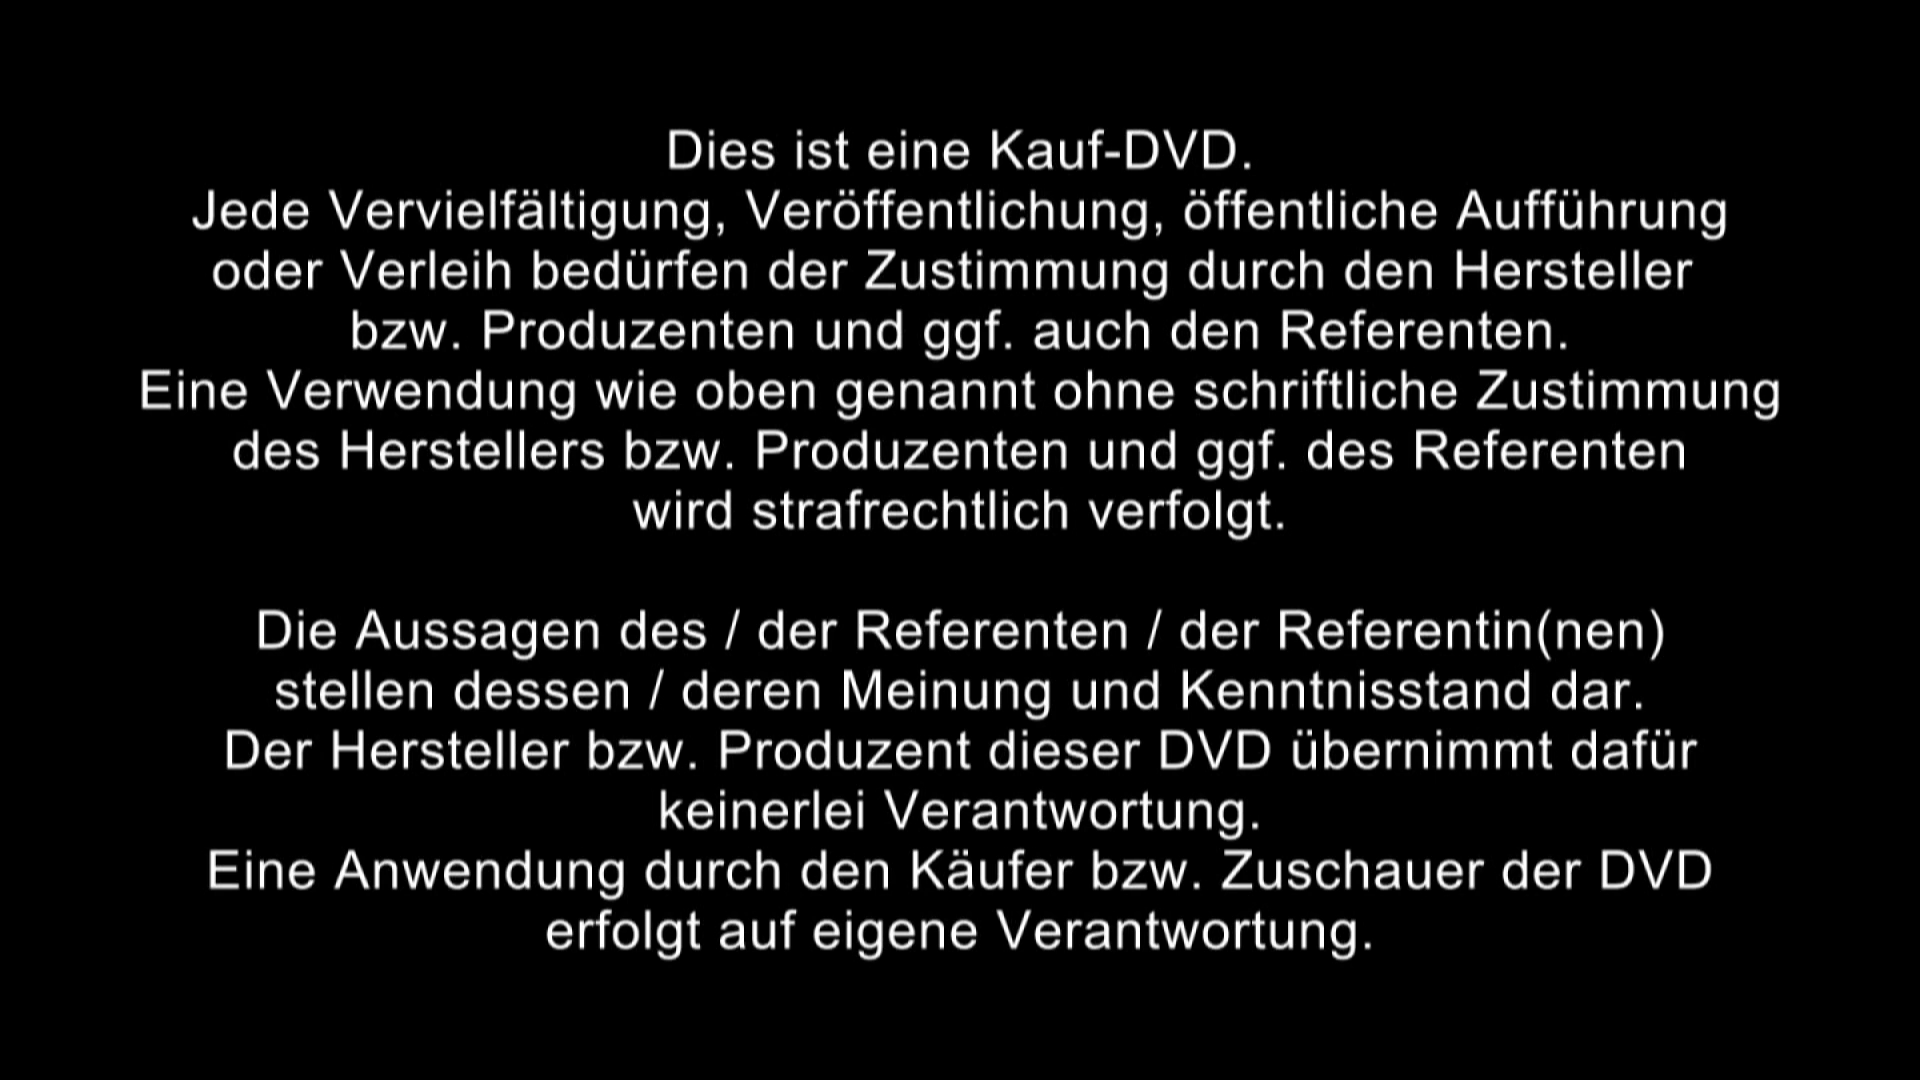 Dies ist eine Kauf-DVD.
Jede Vervielfältigung, Veröffentlichung, öffentliche Aufführung
oder Verleih bedürfen der Zustimmung durch den Hersteller
bzw. Produzenten und ggf. auch den Referenten.
Eine Verwendung wie oben genannt ohne schriftliche Zustimmung
des Herstellers bzw. Produzenten und ggf. des Referenten
wird strafrechtlich verfolgt.
Die Aussagen des / der Referenten / der Referentin(nen)
stellen dessen / deren Meinung und Kenntnisstand dar.
Der Hersteller bzw. Produzent dieser DVD übernimmt dafür
keinerlei Verantwortung.
Eine Anwendung durch den Käufer bzw. Zuschauer der DVD
erfolgt auf eigene Verantwortung.